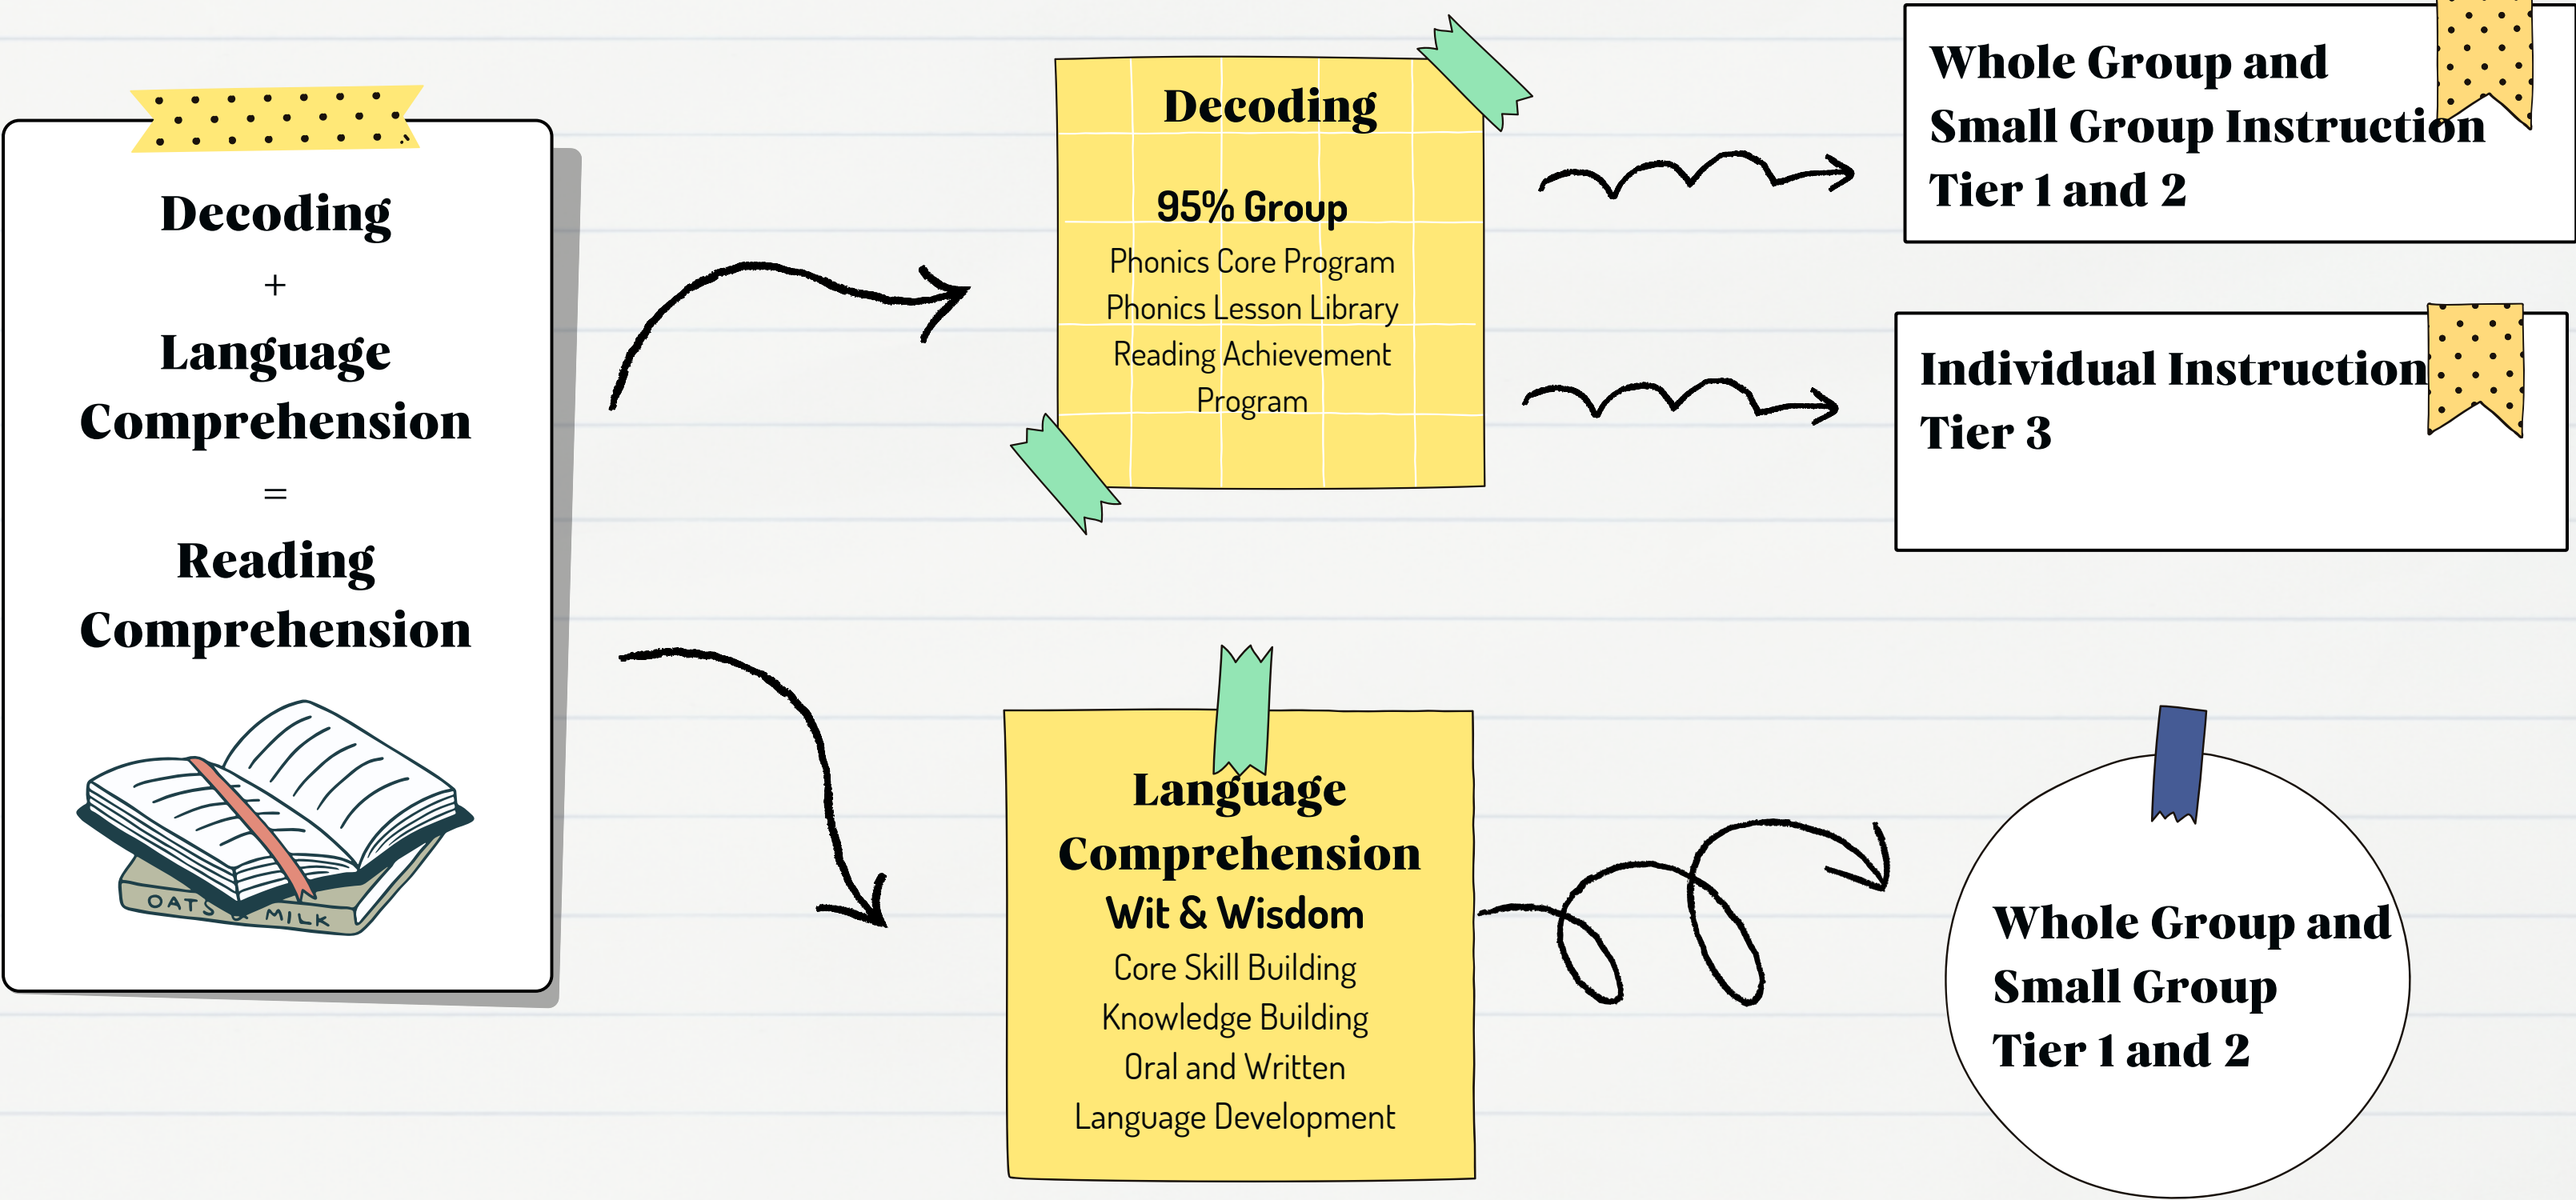 Decoding
+
Language
Comprehension
=
Reading
Comprehension
OATS & MILK
Decoding
95% Group
Phonics Core Program
Phonics Lesson Library
Reading Achievement
Program
Whole Group and
Small Group Instruction
Tier 1 and 2
Individual Instruction
Tier 3
Language
Comprehension
Wit & Wisdom
Core Skill Building
Knowledge Building
Oral and Written
Language Development
Whole Group and
Small Group
Tier 1 and 2